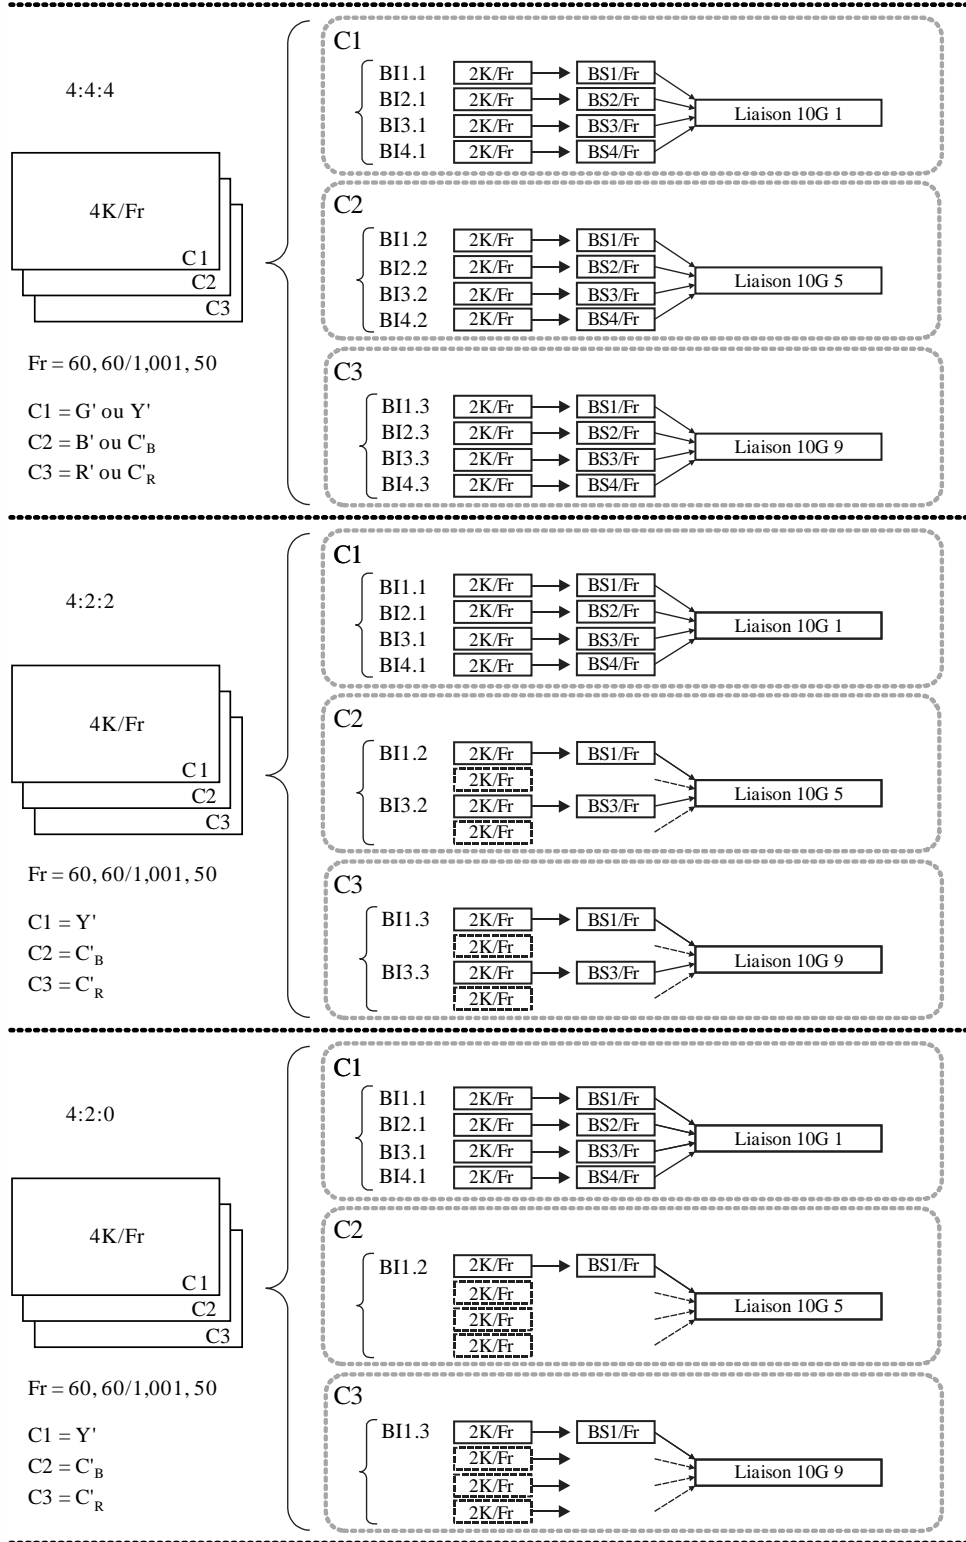 4:4:4
4K/Fr
C1
C2
C3
Fr = 60, 60/1,001, 50
C1 = G' ou Y'
C2 = B' ou C'B
C3 = R' ou C'R
C1
BI1.1 2K/Fr BS1/Fr
BI2.1 2K/Fr BS2/Fr
BI3.1 2K/Fr BS3/Fr
BI4.1 2K/Fr BS4/Fr
Liaison 10G 1
C2
BI1.2 2K/Fr BS1/Fr
BI2.2 2K/Fr BS2/Fr
BI3.2 2K/Fr BS3/Fr
BI4.2 2K/Fr BS4/Fr
Liaison 10G 5
C3
BI1.3 2K/Fr BS1/Fr
BI2.3 2K/Fr BS2/Fr
BI3.3 2K/Fr BS3/Fr
BI4.3 2K/Fr BS4/Fr
Liaison 10G 9
4:2:2
4K/Fr
C1
C2
C3
Fr = 60, 60/1,001, 50
C1 = Y'
C2 = C'B
C3 = C'R
C1
BI1.1 2K/Fr BS1/Fr
BI2.1 2K/Fr BS2/Fr
BI3.1 2K/Fr BS3/Fr
BI4.1 2K/Fr BS4/Fr
Liaison 10G 1
C2
BI1.2 2K/Fr BS1/Fr
2K/Fr
BI3.2 2K/Fr BS3/Fr
2K/Fr
Liaison 10G 5
C3
BI1.3 2K/Fr BS1/Fr
2K/Fr
BI3.3 2K/Fr BS3/Fr
2K/Fr
Liaison 10G 9
4:2:0
4K/Fr
C1
C2
C3
Fr = 60, 60/1,001, 50
C1 = Y'
C2 = C'B
C3 = C'R
C1
BI1.1 2K/Fr BS1/Fr
BI2.1 2K/Fr BS2/Fr
BI3.1 2K/Fr BS3/Fr
BI4.1 2K/Fr BS4/Fr
Liaison 10G 1
C2
BI1.2 2K/Fr BS1/Fr
2K/Fr
2K/Fr
2K/Fr
Liaison 10G 5
C3
BI1.3 2K/Fr BS1/Fr
2K/Fr
2K/Fr
2K/Fr
Liaison 10G 9